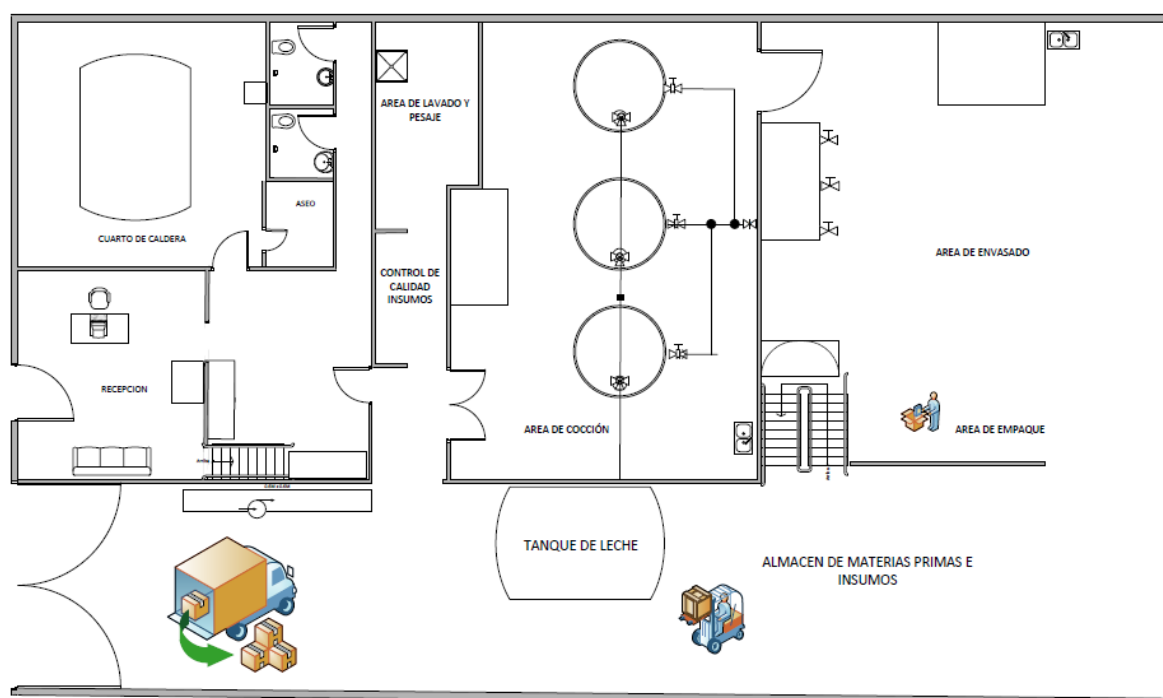 AREA DE LAVADO Y
PESAJE
ASEO
CUARTO DE CALDERA
CONTROL DE
CALIDAD
INSUMOS
AREA DE ENVASADO
RECEPCION
AREA DE COCCIÓN
AREA DE EMPAQUE
TANQUE DE LECHE
ALMACEN DE MATERIAS PRIMAS E
INSUMOS